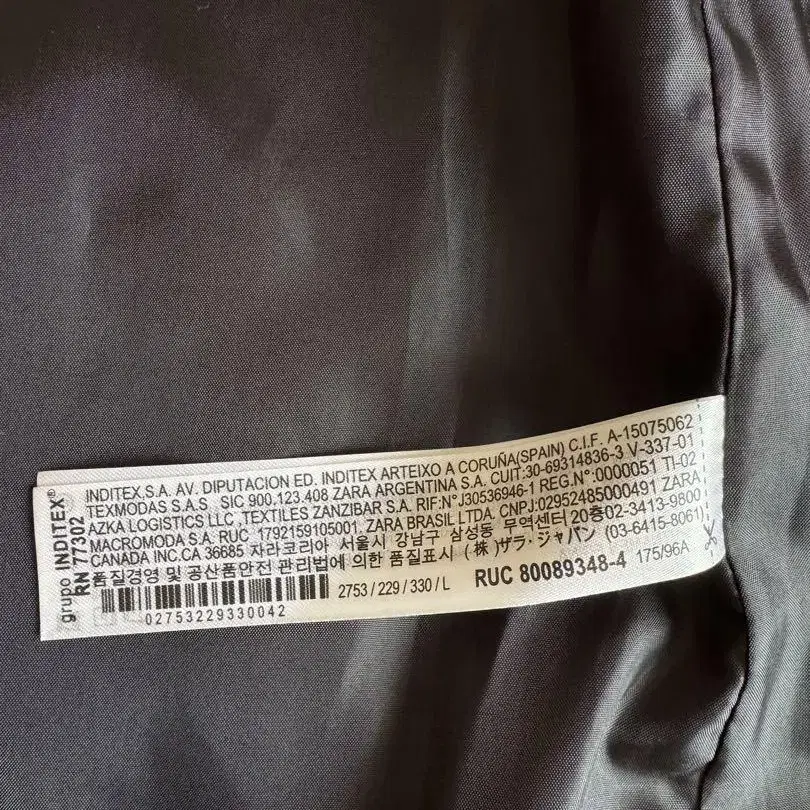 grupo INDITEX®
RN 77302
INDITEX,S.A. AV. DIPUTACION ED. INDITEX ARTEIXO A CORUÑA(SPAIN) C.I.F. A-15075062
TEXMODAS S.A.S SIC 900.123.408 ZARA ARGENTINA S.A. CUIT:30-69314836-3 V-337-01
AZKA LOGISTICS LLC ,TEXTILES ZANZIBAR S.A. RIF:N°J30536946-1 REG.N°:0000051 TI-02
MACROMODA S.A. RUC 1792159105001, ZARA BRASIL LTDA. CNPJ:02952485000491 ZARA
CANADA INC.CA 36685 자라코리아 서울시 강남구 삼성동 무역센터20층02-3413-9800
품질경영 및 공산품안전 관리법에 의한 품질표시 (株)ザラ・ジャパン (03-6415-8061)
02753229330042
2753 / 229 / 330 / L
RUC 80089348-4
175/96A